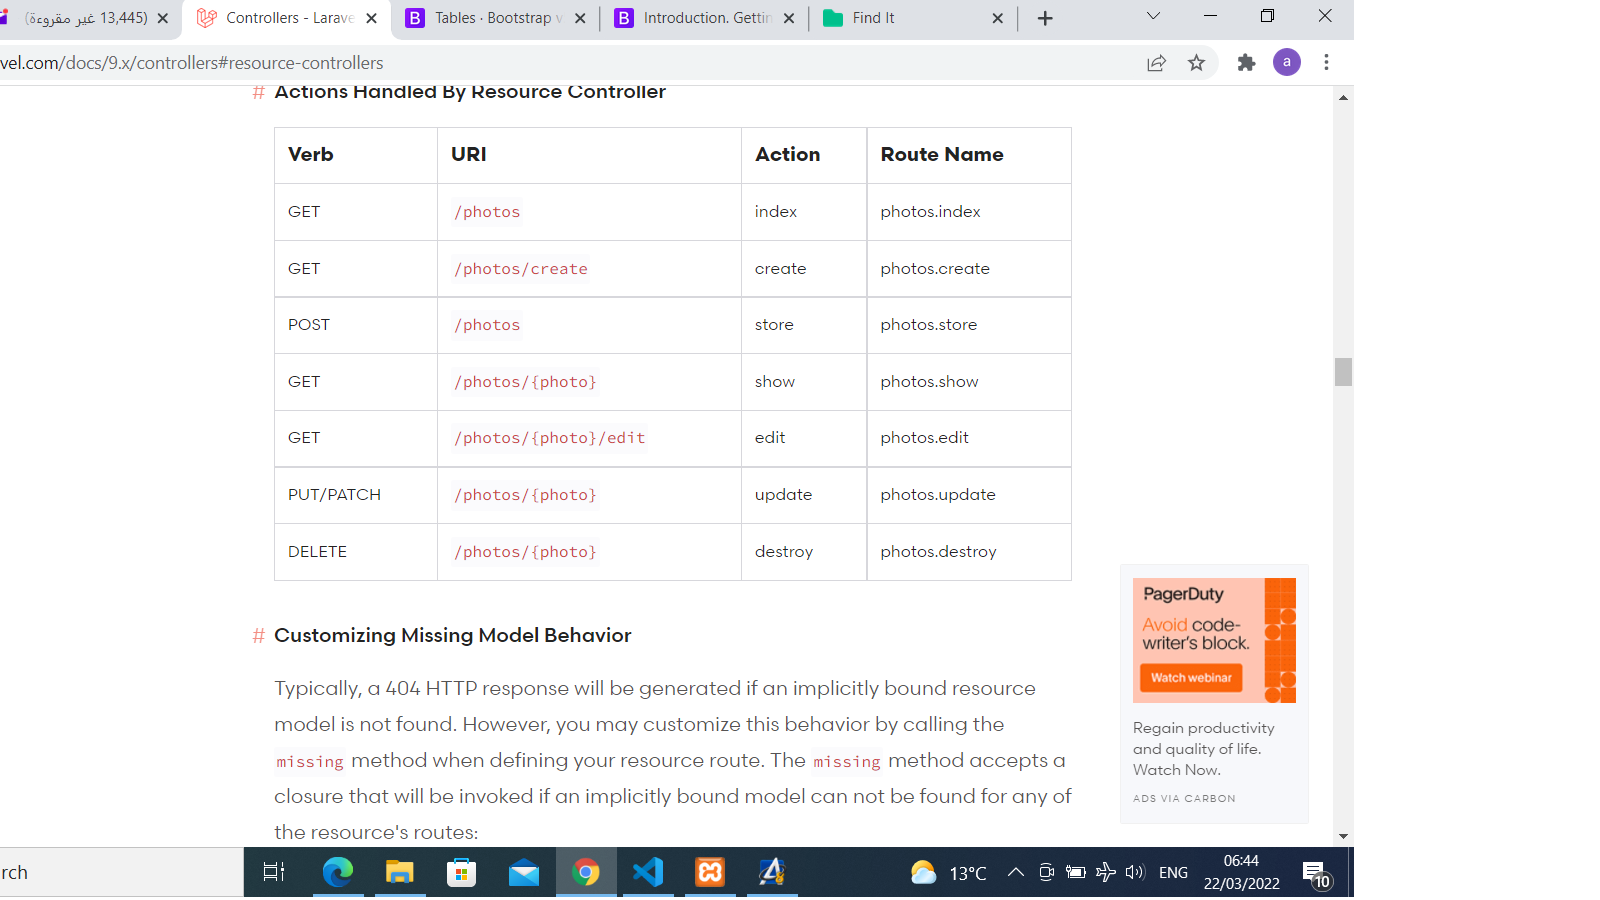 (13,445 غير مقروءة)
Controllers - Larave
B Tables · Bootstrap v
B Introduction. Gettin
Find It
vel.com/docs/9.x/controllers#resource-controllers
a
# Actions Handled By Resource Controller
Verb URI Action Route Name
GET /photos index photos.index
GET /photos/create create photos.create
POST /photos store photos.store
GET /photos/{photo} show photos.show
GET /photos/{photo}/edit edit photos.edit
PUT/PATCH /photos/{photo} update photos.update
DELETE /photos/{photo} destroy photos.destroy
# Customizing Missing Model Behavior
Typically, a 404 HTTP response will be generated if an implicitly bound resource
model is not found. However, you may customize this behavior by calling the
missing method when defining your resource route. The missing method accepts a
closure that will be invoked if an implicitly bound model can not be found for any of
the resource's routes:
PagerDuty
Avoid code-
writer's block.
Watch webinar
Regain productivity
and quality of life.
Watch Now.
ADS VIA CARBON
rch
13°C
ENG
06:44
22/03/2022
10